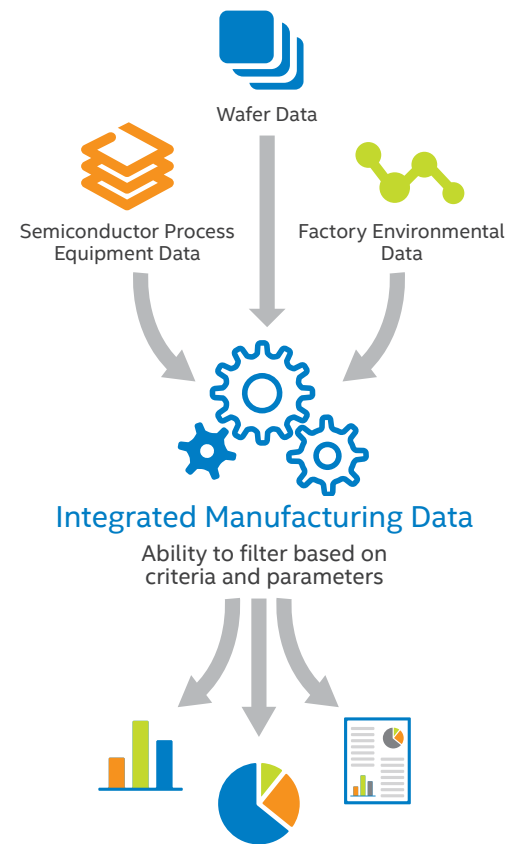 Wafer Data
Semiconductor Process
Equipment Data
Factory Environmental
Data
Integrated Manufacturing Data
Ability to filter based on
criteria and parameters